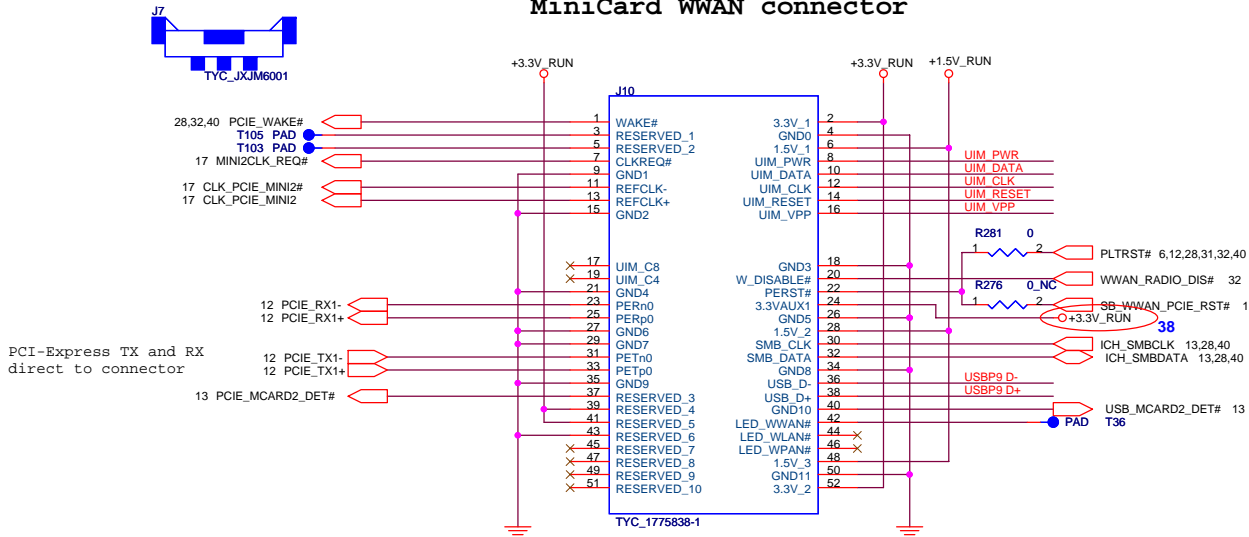 MiniCard WWAN connector
J7
TYC_JXJM6001
+3.3V_RUN
+3.3V_RUN
+1.5V_RUN
J10
28,32,40 PCIE_WAKE# 1 WAKE# 3.3V_1 2
T105 PAD 3 RESERVED_1 GND0 4
T103 PAD 5 RESERVED_2 1.5V_1 6
17 MINI2CLK_REQ# 7 CLKREQ# UIM_PWR 8 UIM_PWR
9 GND1 UIM_DATA 10 UIM_DATA
17 CLK_PCIE_MINI2# 11 REFCLK- UIM_CLK 12 UIM_CLK
17 CLK_PCIE_MINI2 13 REFCLK+ UIM_RESET 14 UIM_RESET
15 GND2 UIM_VPP 16 UIM_VPP
R281 0
1 2 PLTRST# 6,12,28,31,32,40
17 UIM_C8 GND3 18
19 UIM_C4 W_DISABLE# 20 WWAN_RADIO_DIS# 32
21 GND4 PERST# 22
R276 0_NC
12 PCIE_RX1- 23 PERn0 3.3VAUX1 24 1 2 SB_WWAN_PCIE_RST# 1
12 PCIE_RX1+ 25 PERp0 GND5 26 +3.3V_RUN
38
27 GND6 1.5V_2 28
29 GND7 SMB_CLK 30 ICH_SMBCLK 13,28,40
PCI-Express TX and RX
direct to connector
12 PCIE_TX1- 31 PETn0 SMB_DATA 32 ICH_SMBDATA 13,28,40
12 PCIE_TX1+ 33 PETp0 GND8 34
35 GND9 USB_D- 36 USBP9 D-
13 PCIE_MCARD2_DET# 37 RESERVED_3 USB_D+ 38 USBP9 D+
39 RESERVED_4 GND10 40 USB_MCARD2_DET# 13
41 RESERVED_5 LED_WWAN# 42 PAD T36
43 RESERVED_6 LED_WLAN# 44
45 RESERVED_7 LED_WPAN# 46
47 RESERVED_8 1.5V_3 48
49 RESERVED_9 GND11 50
51 RESERVED_10 3.3V_2 52
TYC_1775838-1